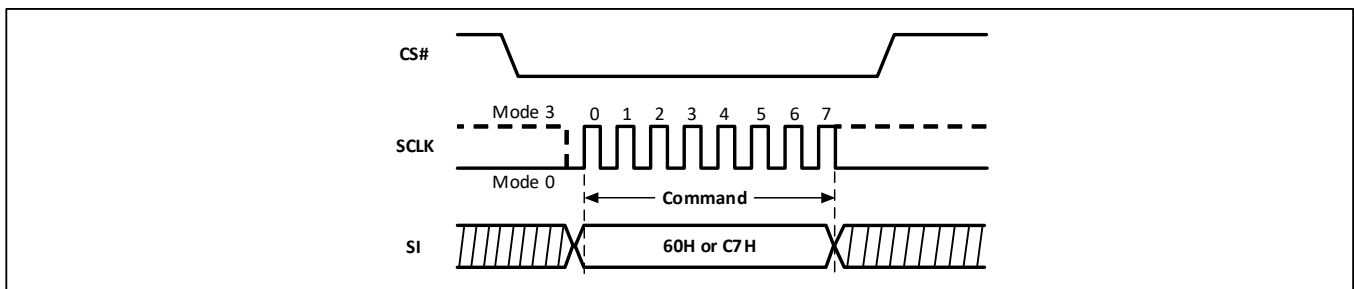 CS#
Mode 3 0 1 2 3 4 5 6 7
SCLK
Mode 0
Command
SI 60H or C7H